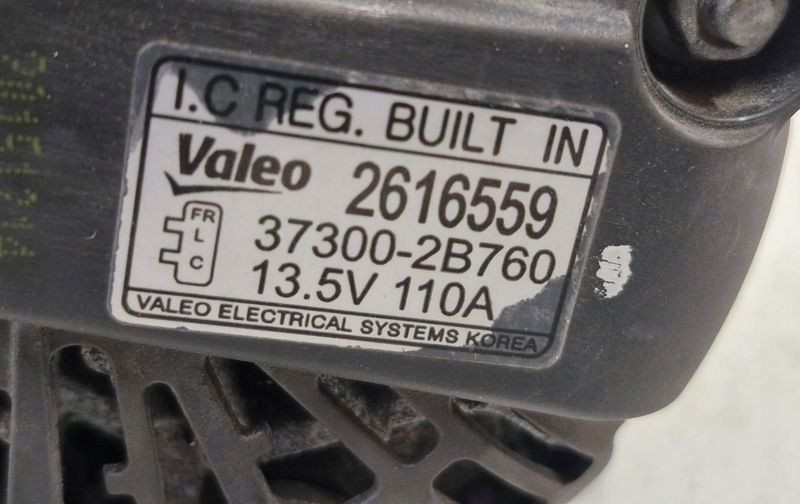 I.C REG. BUILT IN
Valeo 2616559
FR
L
C
37300-2B760
13.5V 110A
VALEO ELECTRICAL SYSTEMS KOREA